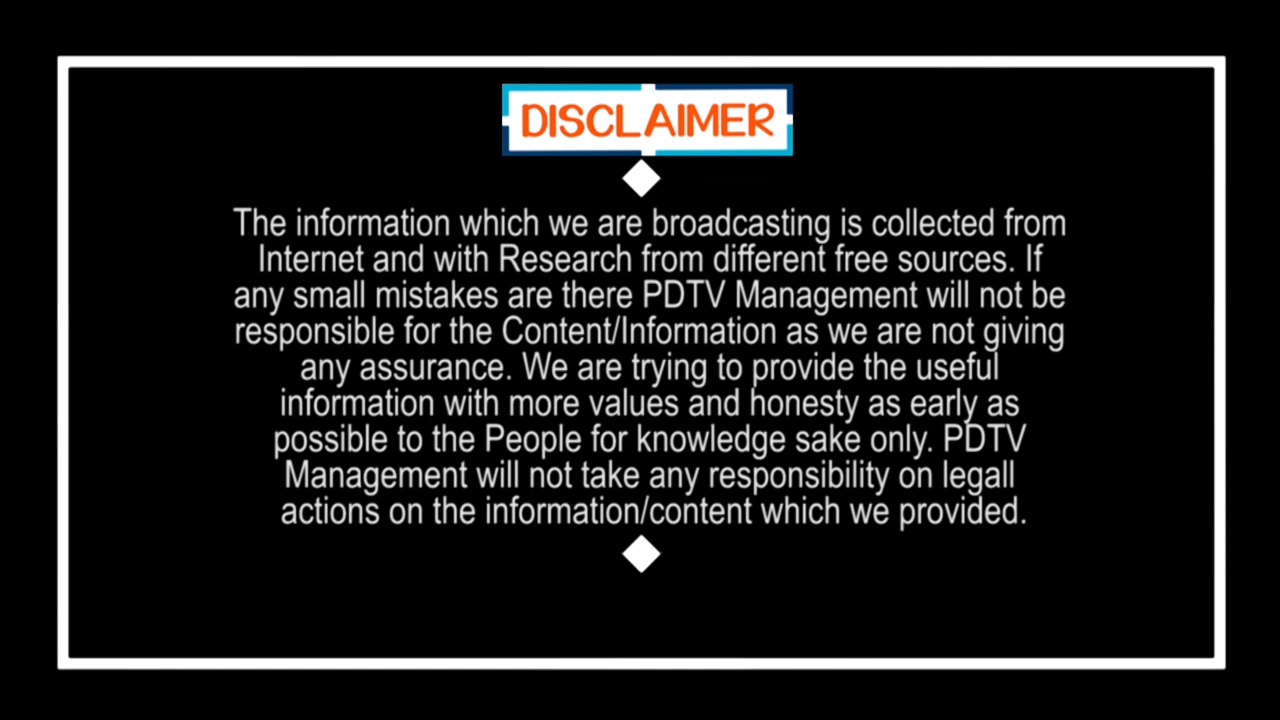 DISCLAIMER
The information which we are broadcasting is collected from
Internet and with Research from different free sources. If
any small mistakes are there PDTV Management will not be
responsible for the Content/Information as we are not giving
any assurance. We are trying to provide the useful
information with more values and honesty as early as
possible to the People for knowledge sake only. PDTV
Management will not take any responsibility on legall
actions on the information/content which we provided.